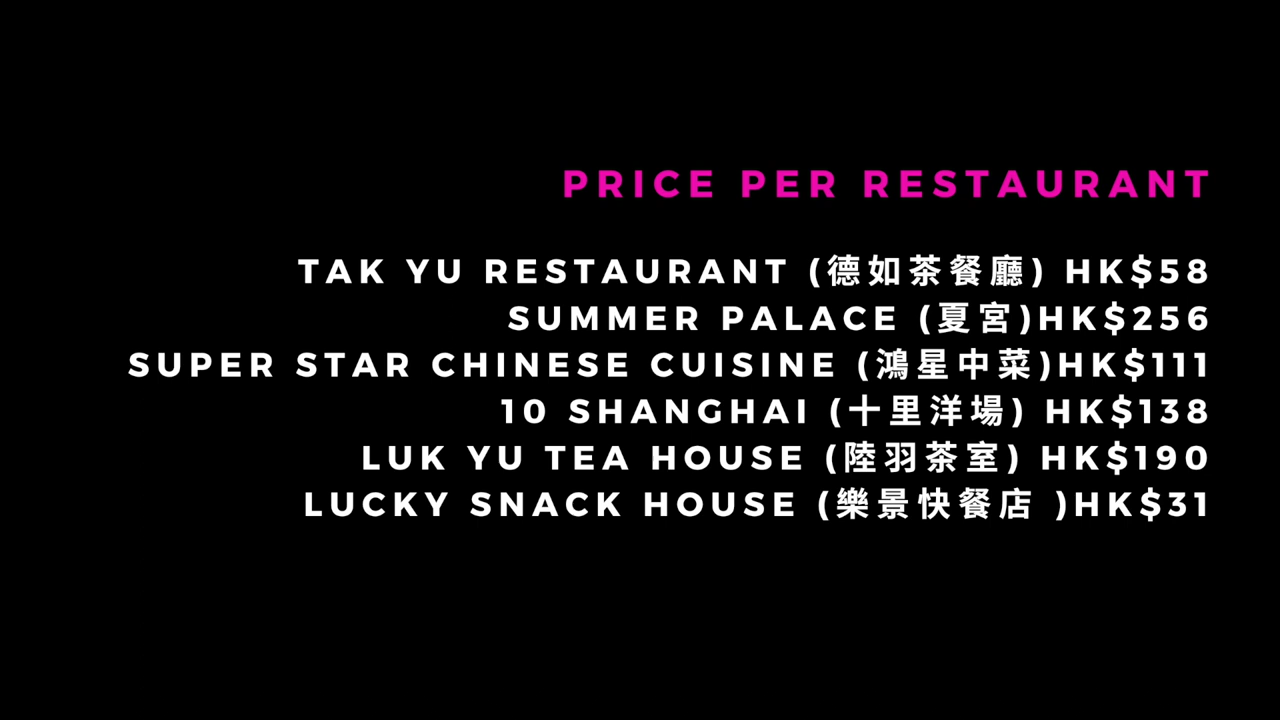 PRICE PER RESTAURANT
TAK YU RESTAURANT (德如茶餐廳) HK$58
SUMMER PALACE (夏宮)HK$256
SUPER STAR CHINESE CUISINE (鴻星中菜)HK$111
10 SHANGHAI (十里洋場) HK$138
LUK YU TEA HOUSE (陸羽茶室) HK$190
LUCKY SNACK HOUSE (樂景快餐店 )HK$31